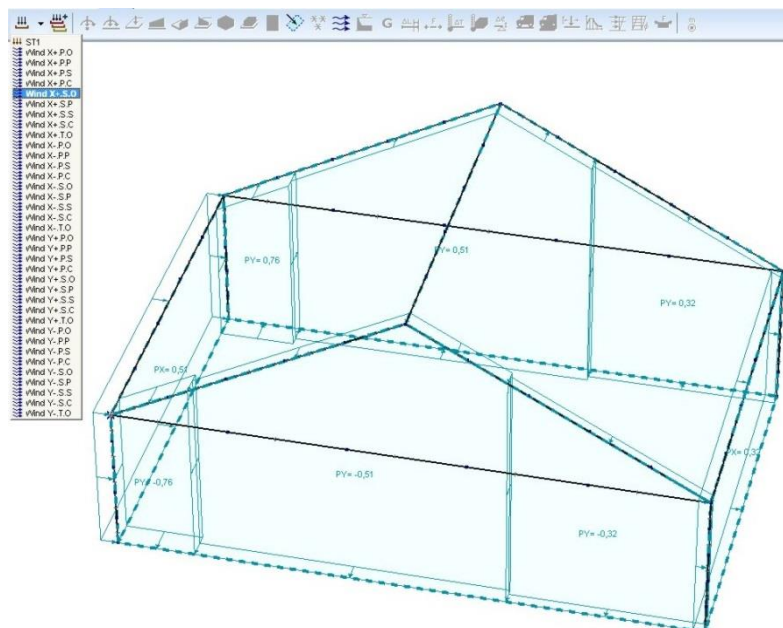 G
ST1
Wind X+.P.O
Wind X+.P.P
Wind X+.P.S
Wind X+.P.C
Wind X+.S.O
Wind X+.S.P
Wind X+.S.S
Wind X+.S.C
Wind X+.T.O
Wind X-.P.O
Wind X-.P.P
Wind X-.P.S
Wind X-.P.C
Wind X-.S.O
Wind X-.S.P
Wind X-.S.S
Wind X-.S.C
Wind X-.T.O
Wind Y+.P.O
Wind Y+.P.P
Wind Y+.P.S
Wind Y+.P.C
Wind Y+.S.O
Wind Y+.S.P
Wind Y+.S.S
Wind Y+.S.C
Wind Y+.T.O
Wind Y-.P.O
Wind Y-.P.P
Wind Y-.P.S
Wind Y-.P.C
Wind Y-.S.O
Wind Y-.S.P
Wind Y-.S.S
Wind Y-.S.C
Wind Y-.T.O
PY= 0,76
PY= 0,51
PY= 0,32
PX= 0,51
PX= 0,32
PY= -0,76
PY= -0,51
PY= -0,32